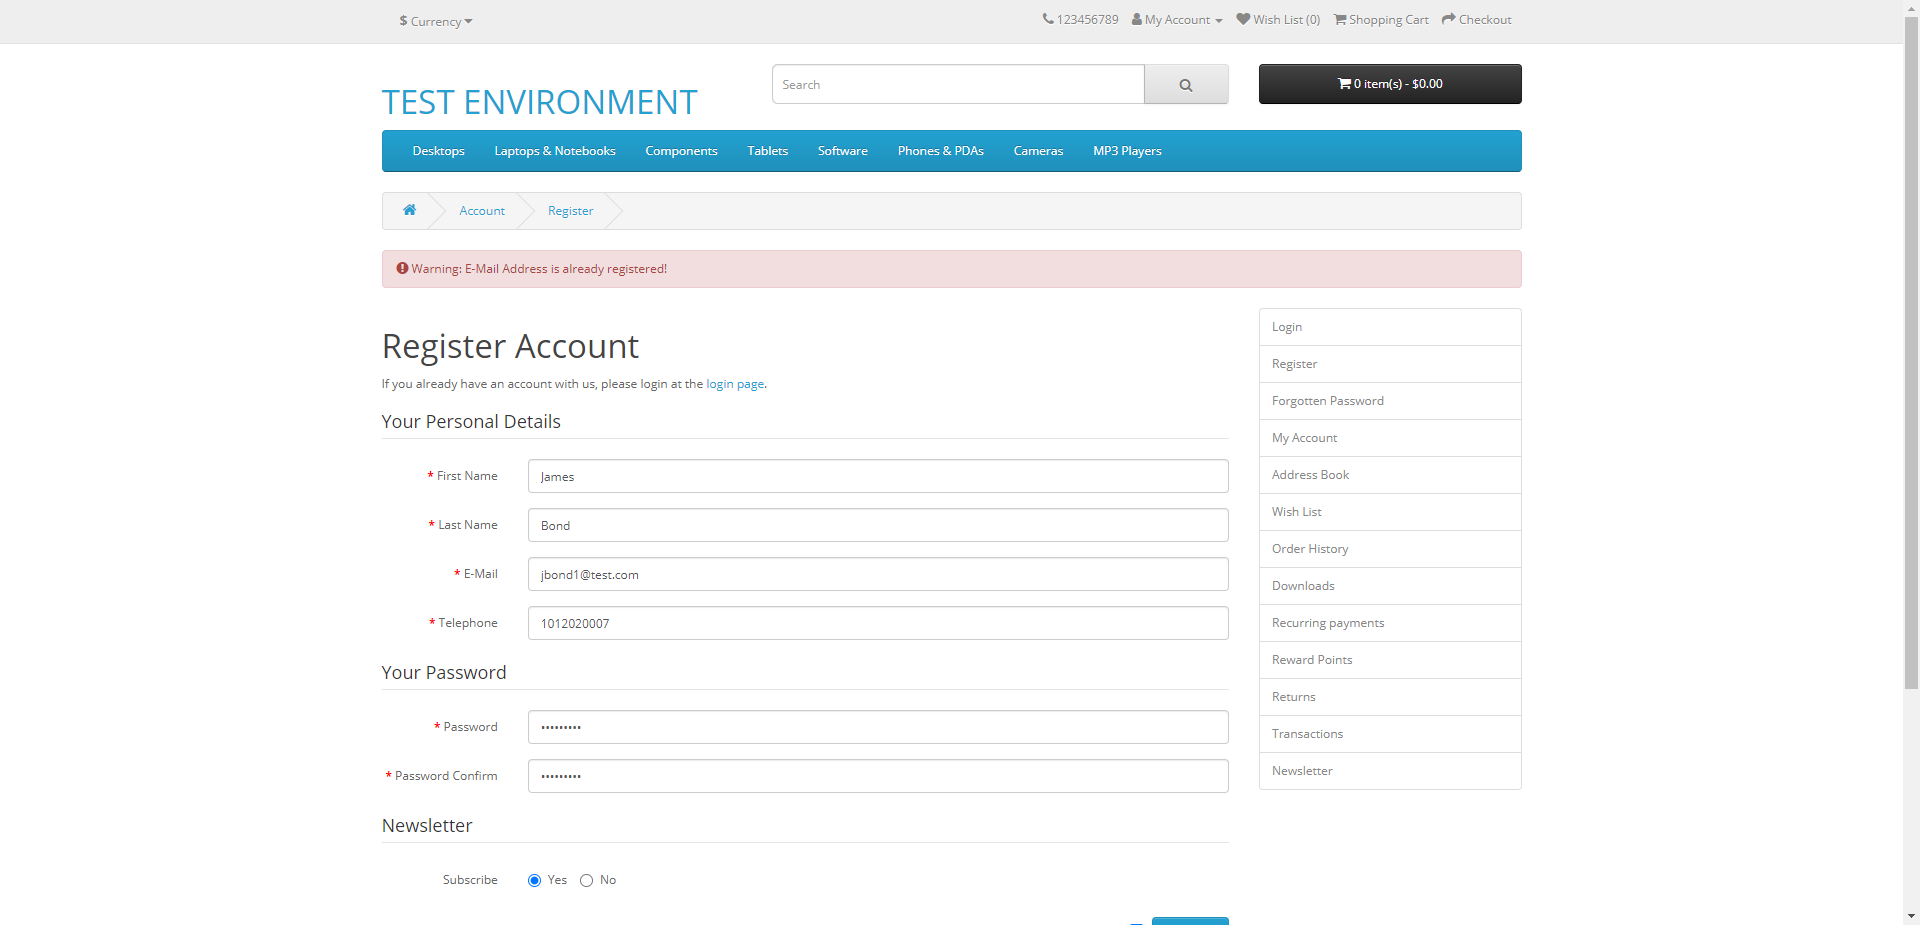 $ Currency
123456789 My Account Wish List (0) Shopping Cart Checkout
TEST ENVIRONMENT
Search
0 item(s) - $0.00
Desktops Laptops & Notebooks Components Tablets Software Phones & PDAs Cameras MP3 Players
Account Register
Warning: E-Mail Address is already registered!
Register Account
If you already have an account with us, please login at the login page.
Your Personal Details
* First Name James
* Last Name Bond
* E-Mail jbond1@test.com
* Telephone 1012020007
Your Password
* Password •••••••••
* Password Confirm •••••••••
Newsletter
Subscribe Yes No
Login
Register
Forgotten Password
My Account
Address Book
Wish List
Order History
Downloads
Recurring payments
Reward Points
Returns
Transactions
Newsletter